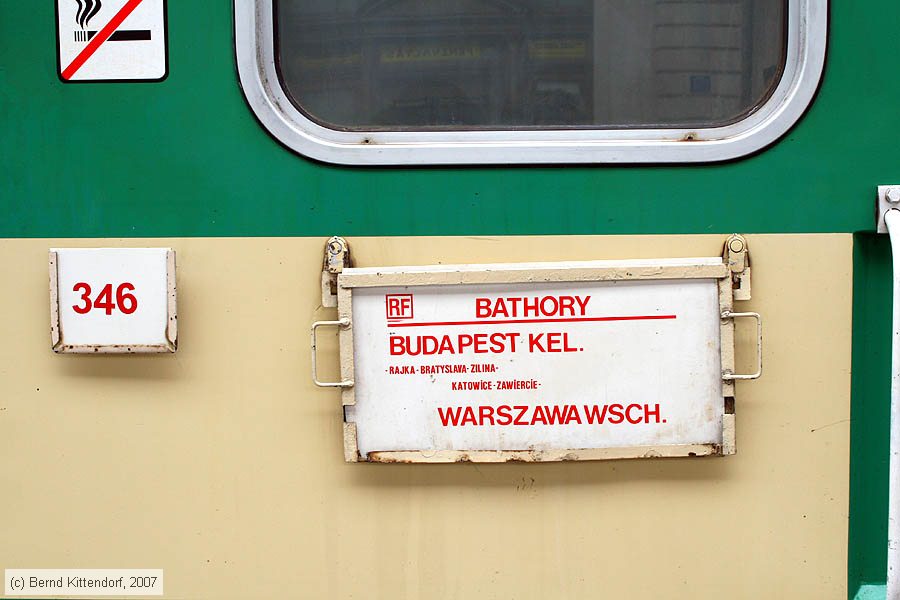 346
RF BATHORY
BUDAPEST KEL.
- RAJKA - BRATYSLAVA - ZILINA -
KATOWICE - ZAWIERCIE -
WARSZAWA WSCH.
(c) Bernd Kittendorf, 2007